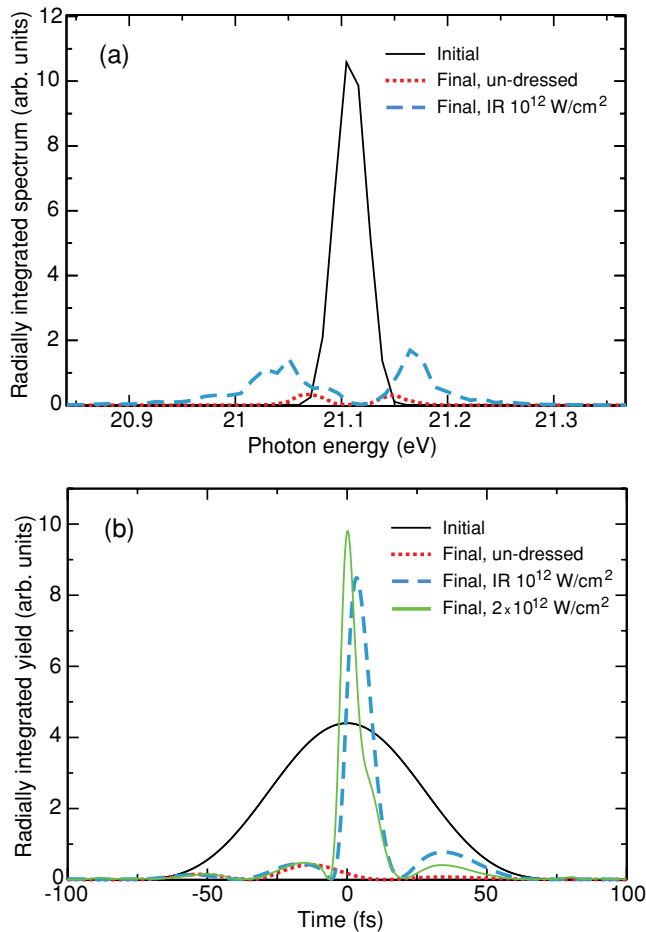 (a)
Initial
Final, un-dressed
Final, IR 10¹² W/cm²
Radially integrated spectrum (arb. units)
12
10
8
6
4
2
0
20.9 21 21.1 21.2 21.3
Photon energy (eV)
(b)
Initial
Final, un-dressed
Final, IR 10¹² W/cm²
Final, 2×10¹² W/cm²
Radially integrated yield (arb. units)
10
8
6
4
2
0
-100 -50 0 50 100
Time (fs)